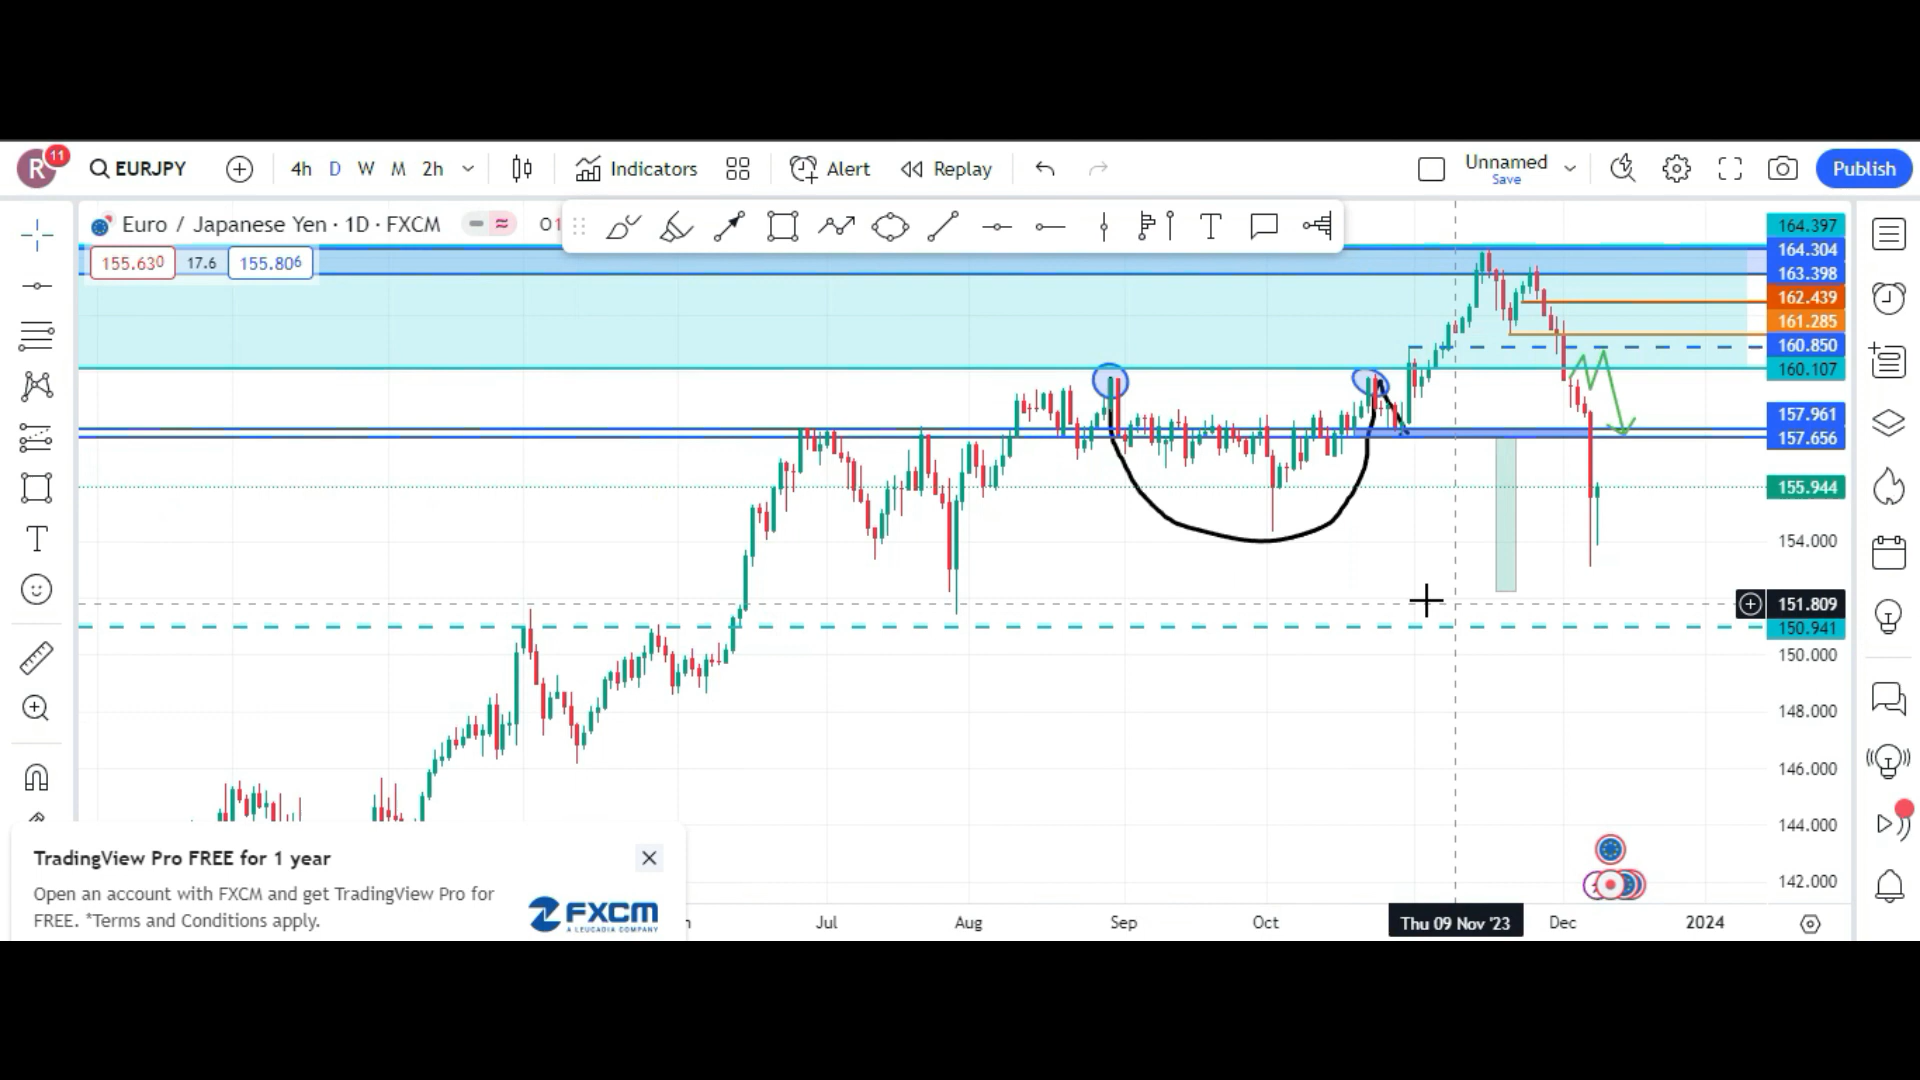 R 11 EURJPY 4h D W M 2h Indicators Alert Replay Unnamed Publish
Save
Euro / Japanese Yen · 1D · FXCM
155.630 17.6 155.806
164.397
164.304
163.398
162.439
161.285
160.850
160.107
157.961
157.656
155.944
154.000
151.809
150.941
150.000
148.000
146.000
144.000
142.000
TradingView Pro FREE for 1 year
Open an account with FXCM and get TradingView Pro for
FREE. *Terms and Conditions apply.
FXCM
A LEUCADIA COMPANY
Jul Aug Sep Oct Thu 09 Nov '23 Dec 2024